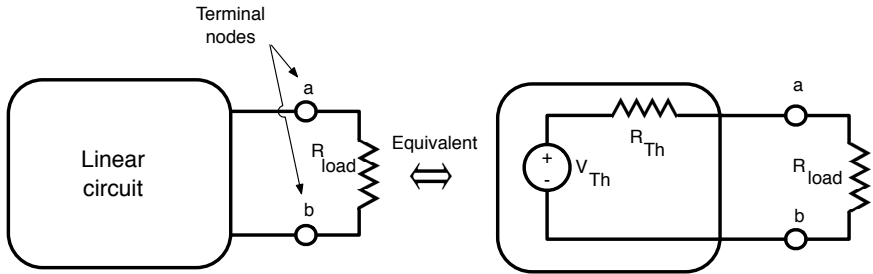 Terminal
nodes
a
Linear
circuit
R
load
b
Equivalent
+
-
V
Th
R
Th
a
R
load
b